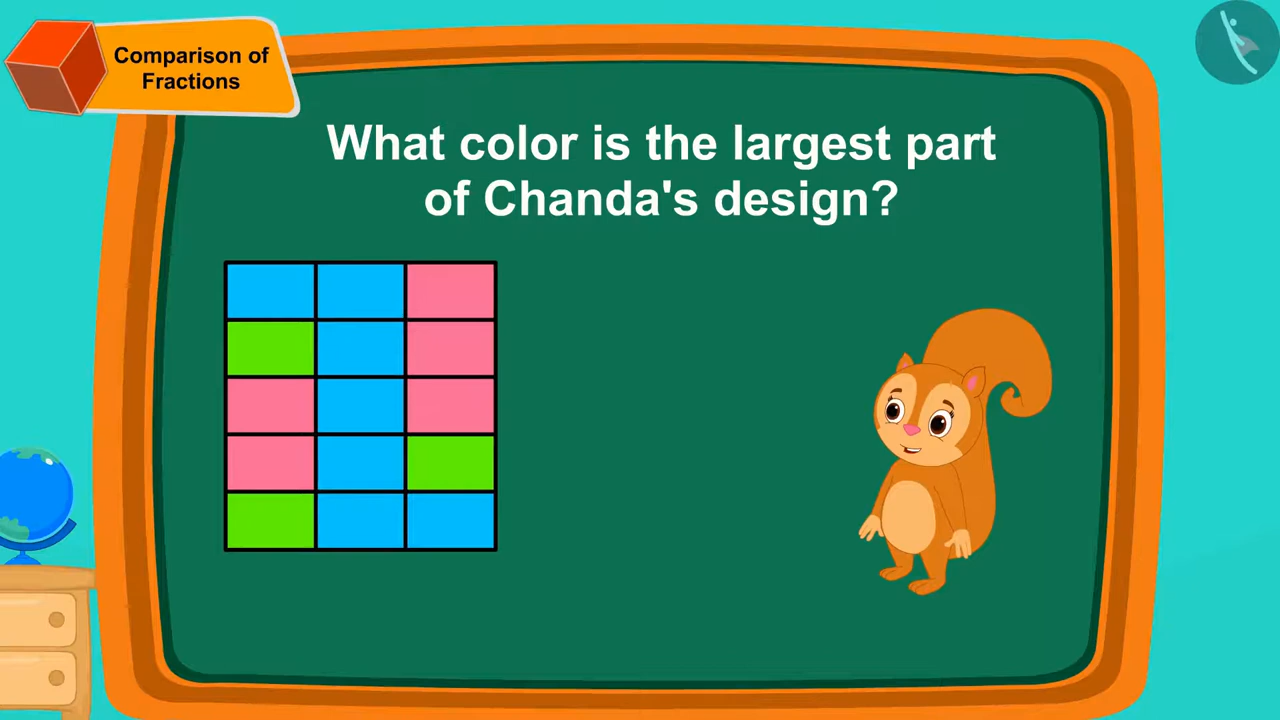 Comparison of
Fractions
What color is the largest part
of Chanda's design?